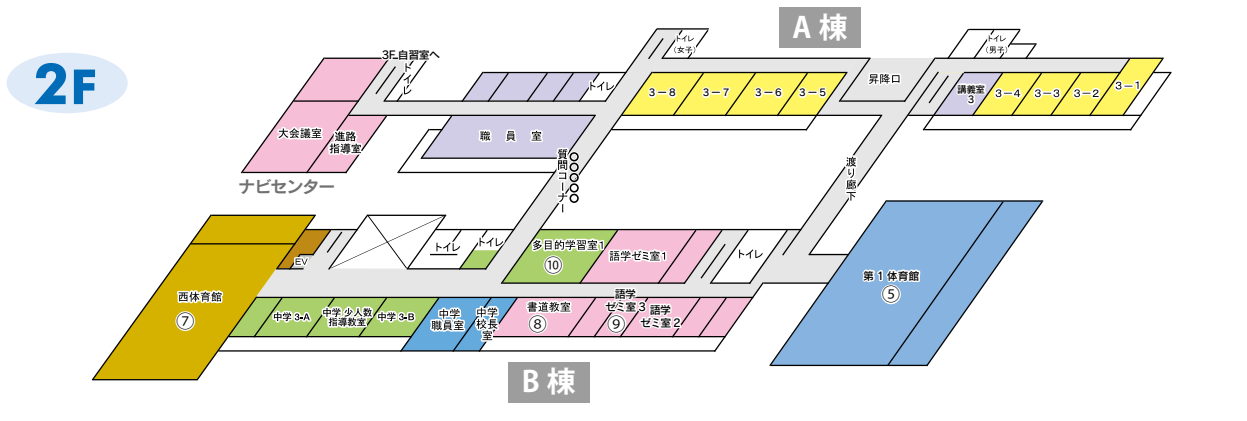 A 棟
2F
3F 自習室へ
トイレ
トイレ
(女子)
トイレ
(男子)
昇降口
トイレ
3－8
3－7
3－6
3－5
講義室
3
3－4
3－3
3－2
3－1
大会議室
進路
指導室
職員室
質問コーナー
渡り廊下
ナビセンター
EV
トイレ
トイレ
多目的学習室1
⑩
語学ゼミ室1
トイレ
西体育館
⑦
第1体育館
⑤
中学 3-A
中学 少人数
指導教室
中学 3-B
中学
職員室
中学
校長
室
書道教室
⑧
語学
ゼミ室3
⑨
語学
ゼミ室2
B 棟